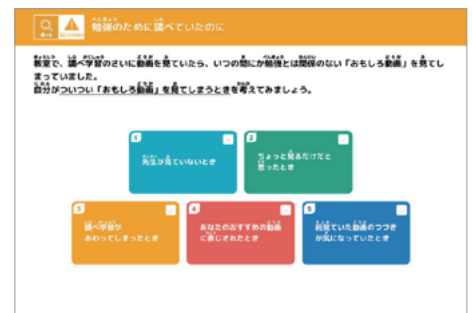 勉強のために調べていたのに
教室で、調べ学習のさいに動画を見ていたら、いつの間にか勉強とは関係のない「おもしろ動画」を見てし
まっていました。
自分がついつい「おもしろ動画」を見てしまうときを考えてみましょう。
1
先生が見ていないとき
2
ちょっと見るだけだと
思ったとき
3
調べ学習が
おわってしまったとき
4
あなたのおすすめの動画
に表じされたとき
5
前見ていた動画のつづき
が気になっていたとき